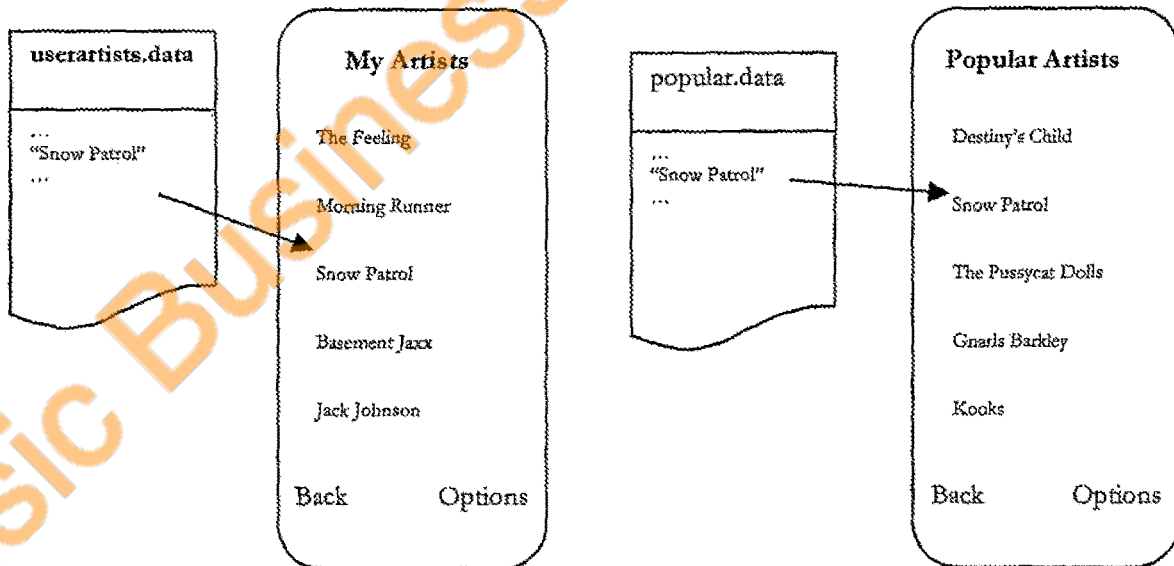 userartists.data
...
"Snow Patrol"
...
My Artists
The Feeling
Morning Runner
Snow Patrol
Basement Jaxx
Jack Johnson
Back Options
popular.data
...
"Snow Patrol"
...
Popular Artists
Destiny's Child
Snow Patrol
The Pussycat Dolls
Gnarls Barkley
Kooks
Back Options
sic Business